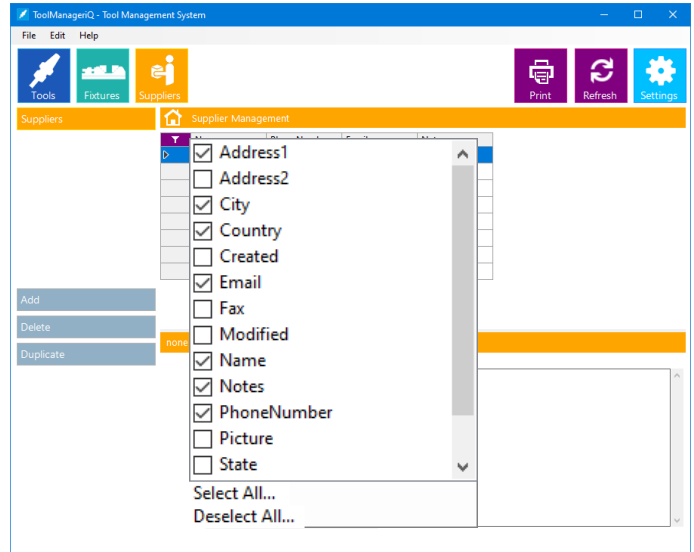 ToolManageriQ - Tool Management System
File Edit Help
Tools Fixtures Suppliers Print Refresh Settings
Suppliers Supplier Management
Address1
Address2
City
Country
Created
Email
Fax
Modified
Name
Notes
PhoneNumber
Picture
State
Select All...
Deselect All...
Add
Delete
none
Duplicate